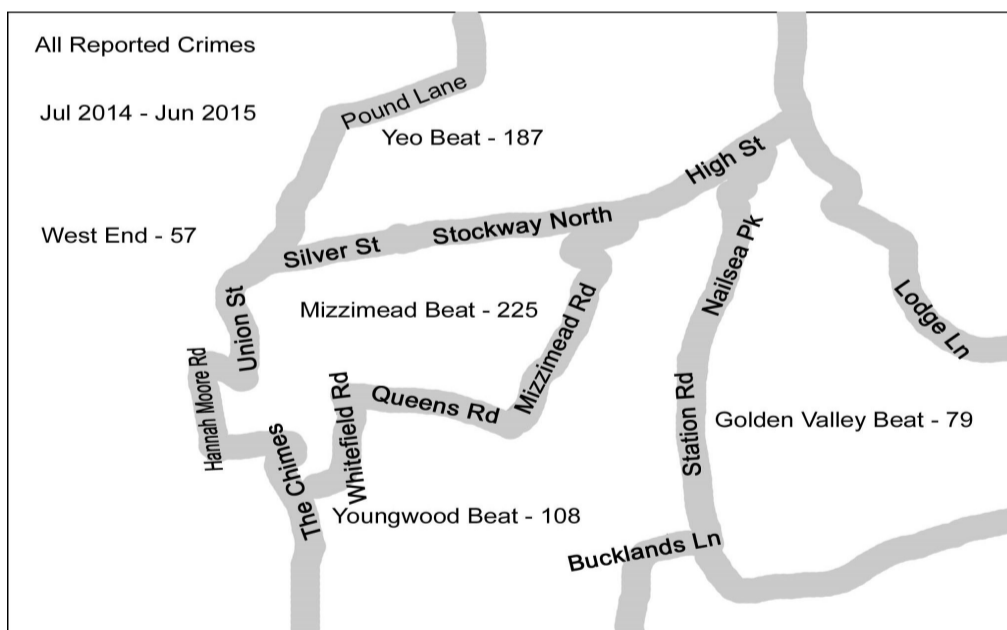 All Reported Crimes
Jul 2014 - Jun 2015
Pound Lane
Yeo Beat - 187
High St
West End - 57
Silver St
Stockway North
Nailsea Pk
Union St
Mizzimead Beat - 225
Mizzimead Rd
Lodge Ln
Hannah Moore Rd
Whitefield Rd
Queens Rd
Station Rd
Golden Valley Beat - 79
The Chimes
Youngwood Beat - 108
Bucklands Ln